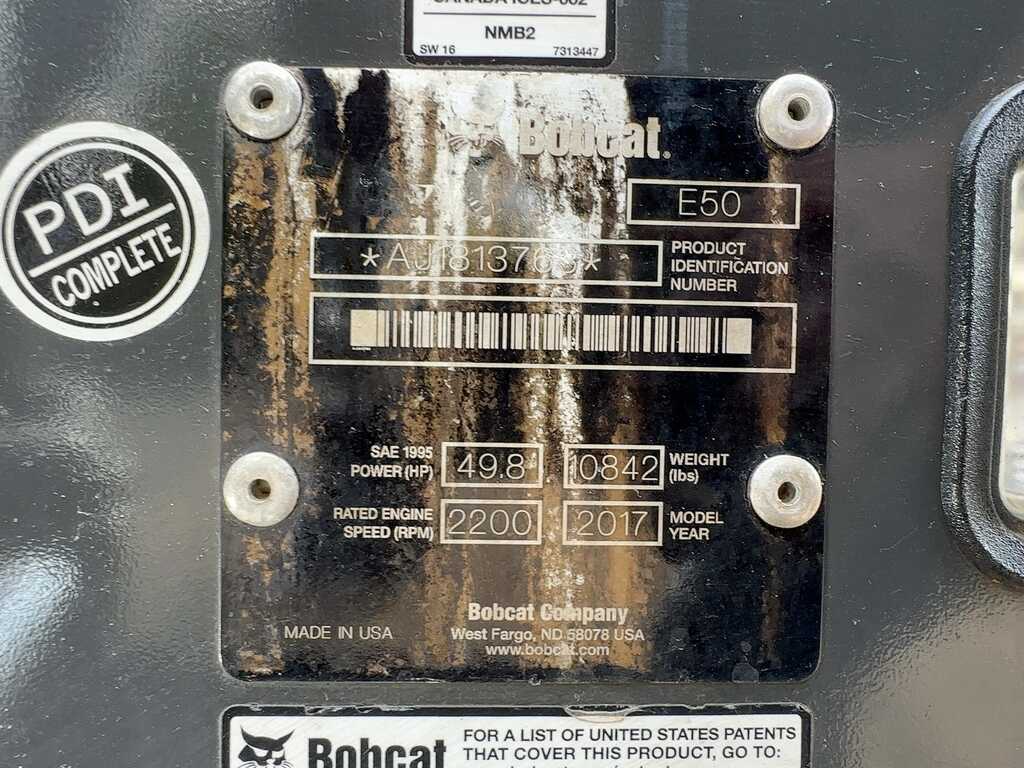 NMB2
SW 16 7313447
PDI
COMPLETE
Bobcat.
E50
PRODUCT
IDENTIFICATION
NUMBER
SAE 1995
POWER (HP) 49.8 10842 WEIGHT
(lbs)
RATED ENGINE
SPEED (RPM) 2200 2017 MODEL
YEAR
MADE IN USA
Bobcat Company
West Fargo, ND 58078 USA
www.bobcat.com
Bobcat
FOR A LIST OF UNITED STATES PATENTS
THAT COVER THIS PRODUCT, GO TO: